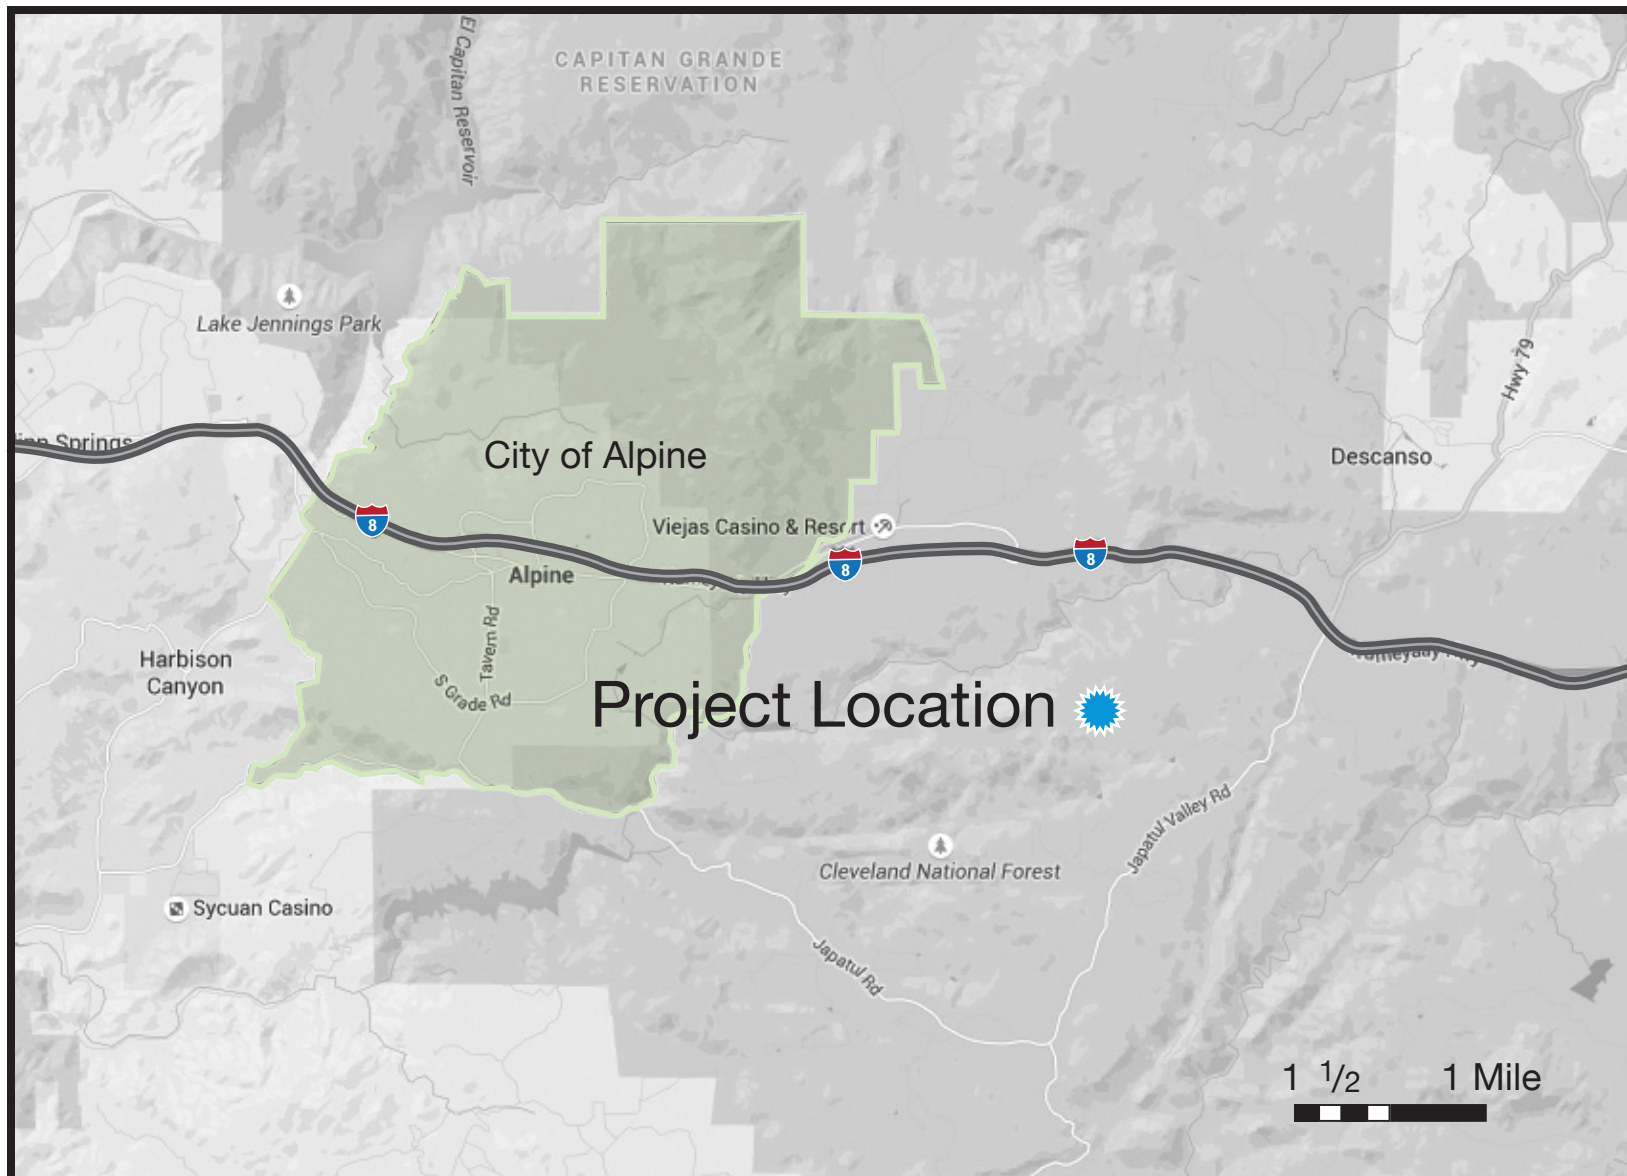 El Capitan Reservoir
CAPITAN GRANDE
RESERVATION
Lake Jennings Park
Hwy 79
Springs
City of Alpine
Descanso
8
Viejas Casino & Resort
8
8
Alpine
Tavern Rd
Harbison
Canyon
S Grade Rd
Project Location
Japatul Valley Rd
Cleveland National Forest
Sycuan Casino
Japatul Rd
1 1/2 1 Mile